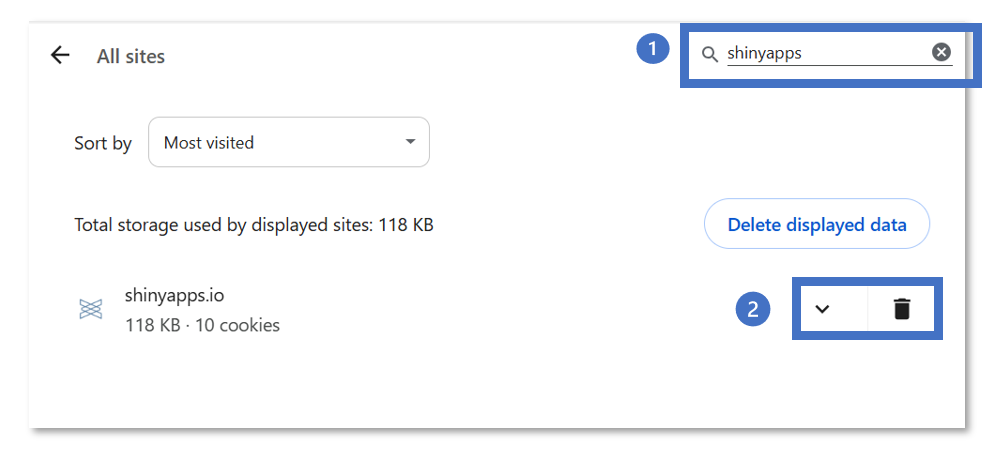 All sites
1
shinyapps
Sort by
Most visited
Total storage used by displayed sites: 118 KB
Delete displayed data
shinyapps.io
118 KB · 10 cookies
2